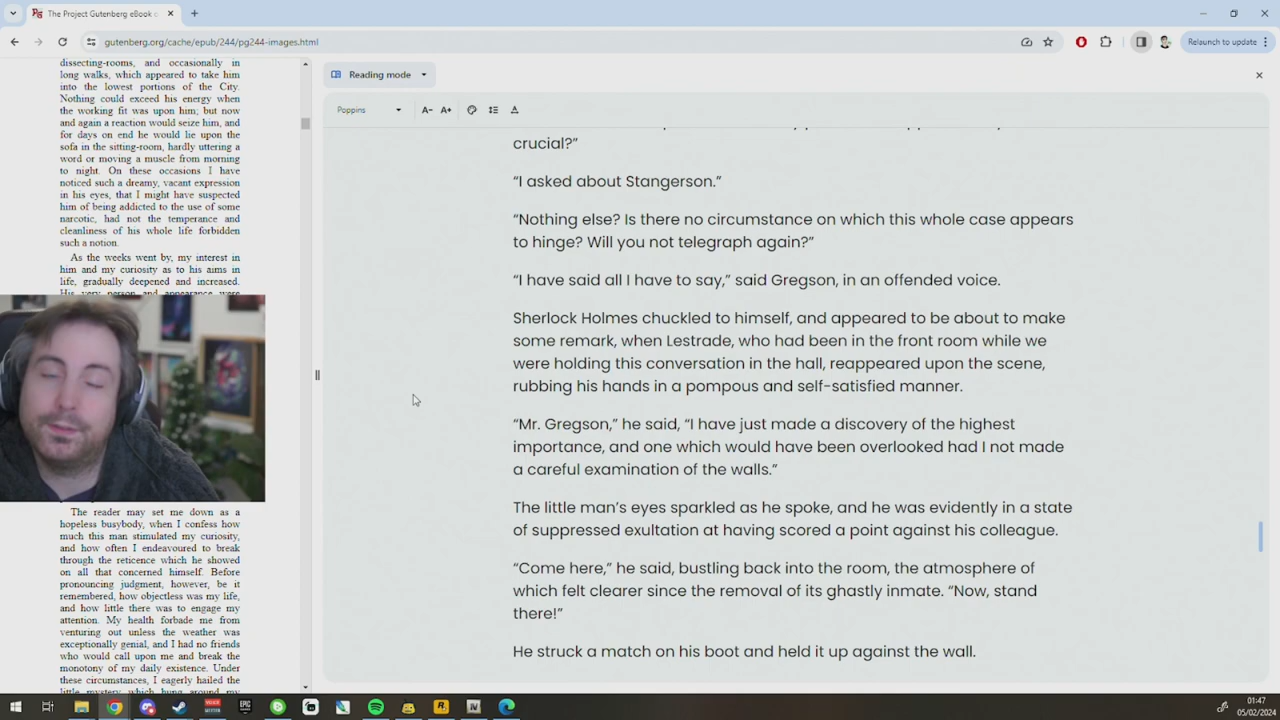 The Project Gutenberg eBook o
gutenberg.org/cache/epub/244/pg244-images.html
Relaunch to update
dissecting-rooms, and occasionally in
long walks, which appeared to take him
into the lowest portions of the City.
Nothing could exceed his energy when
the working fit was upon him; but now
and again a reaction would seize him, and
for days on end he would lie upon the
sofa in the sitting-room, hardly uttering a
word or moving a muscle from morning
to night. On these occasions I have
noticed such a dreamy, vacant expression
in his eyes, that I might have suspected
him of being addicted to the use of some
narcotic, had not the temperance and
cleanliness of his whole life forbidden
such a notion.
As the weeks went by, my interest in
him and my curiosity as to his aims in
life, gradually deepened and increased.
His very person and appearance were
The reader may set me down as a
hopeless busybody, when I confess how
much this man stimulated my curiosity,
and how often I endeavoured to break
through the reticence which he showed
on all that concerned himself. Before
pronouncing judgment, however, be it
remembered, how objectless was my life,
and how little there was to engage my
attention. My health forbade me from
venturing out unless the weather was
exceptionally genial, and I had no friends
who would call upon me and break the
monotony of my daily existence. Under
these circumstances, I eagerly hailed the
little mystery which hung around my
Reading mode
Poppins
A- A+
crucial?”
“I asked about Stangerson.”
“Nothing else? Is there no circumstance on which this whole case appears
to hinge? Will you not telegraph again?”
“I have said all I have to say,” said Gregson, in an offended voice.
Sherlock Holmes chuckled to himself, and appeared to be about to make
some remark, when Lestrade, who had been in the front room while we
were holding this conversation in the hall, reappeared upon the scene,
rubbing his hands in a pompous and self-satisfied manner.
“Mr. Gregson,” he said, “I have just made a discovery of the highest
importance, and one which would have been overlooked had I not made
a careful examination of the walls.”
The little man’s eyes sparkled as he spoke, and he was evidently in a state
of suppressed exultation at having scored a point against his colleague.
“Come here,” he said, bustling back into the room, the atmosphere of
which felt clearer since the removal of its ghastly inmate. “Now, stand
there!”
He struck a match on his boot and held it up against the wall.
01:47
05/02/2024